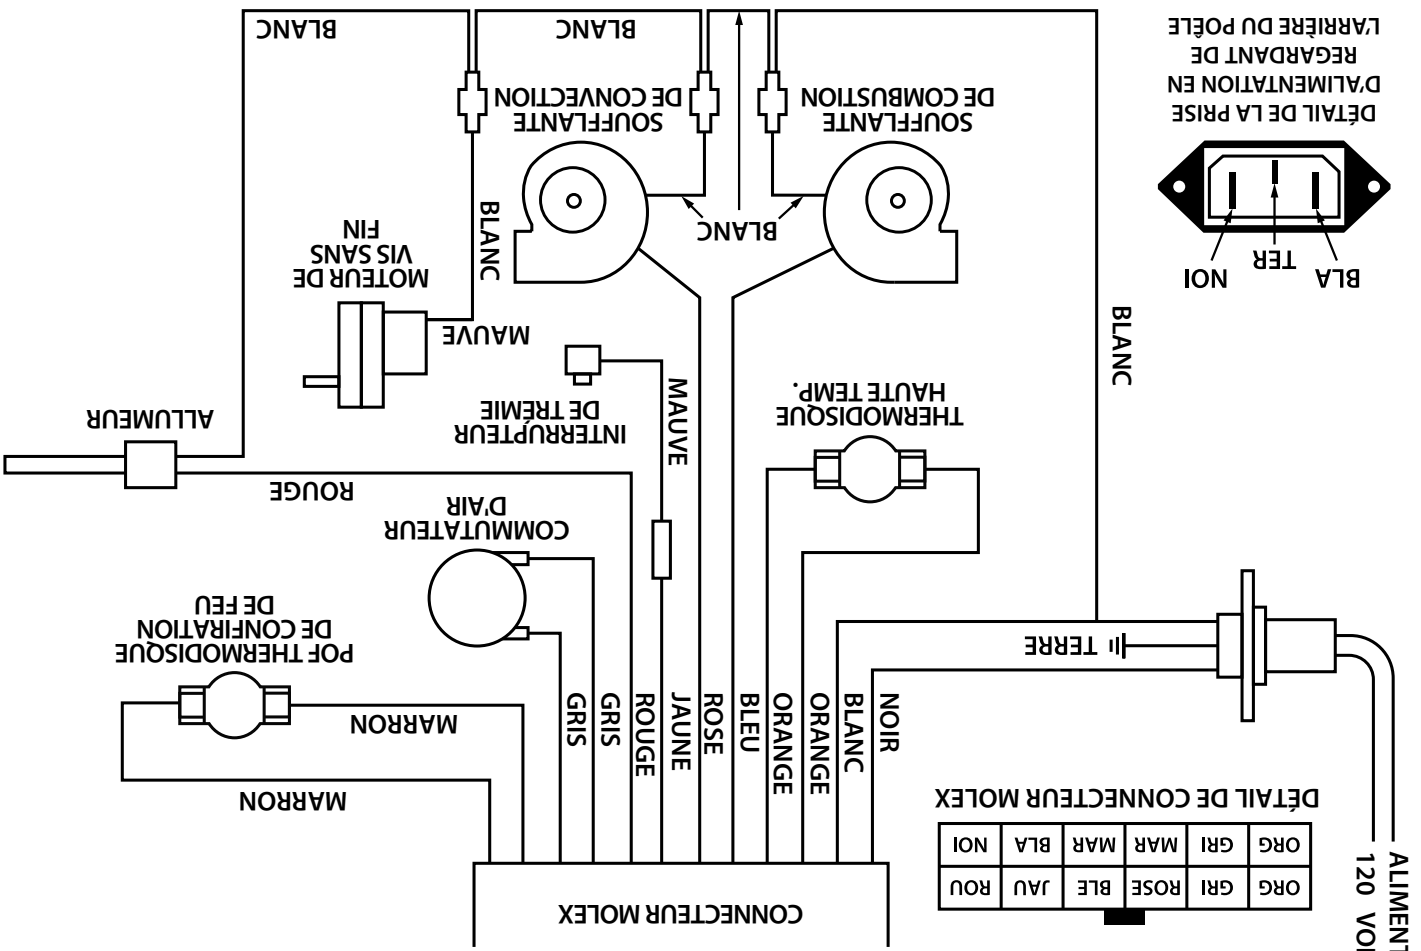 ALIMENT
120 VO
CONNECTEUR MOLEX
ORG GRI ROSE BLE JAU ROU
ORG GRI MAR MAR BLA NOI
DÉTAIL DE CONNECTEUR MOLEX
NOIR
BLANC
ORANGE
ORANGE
BLEU
ROSE
JAUNE
ROUGE
GRIS
GRIS
MARRON
MARRON
TERRE
POF THERMODISQUE
DE CONFIRATION
DE FEU
COMMUTATEUR
D'AIR
ROUGE
ALLUMEUR
THERMODISQUE
HAUTE TEMP.
INTERRUPTEUR
DE TRÉMIE
MAUVE
MAUVE
BLANC
MOTEUR DE
VIS SANS
FIN
BLANC
BLA
TER
NOI
DÉTAIL DE LA PRISE
D'ALIMENTATION EN
REGARDANT DE
L'ARRIÈRE DU POÊLE
BLANC
SOUFFLANTE
DE COMBUSTION
SOUFFLANTE
DE CONVECTION
BLANC
BLANC